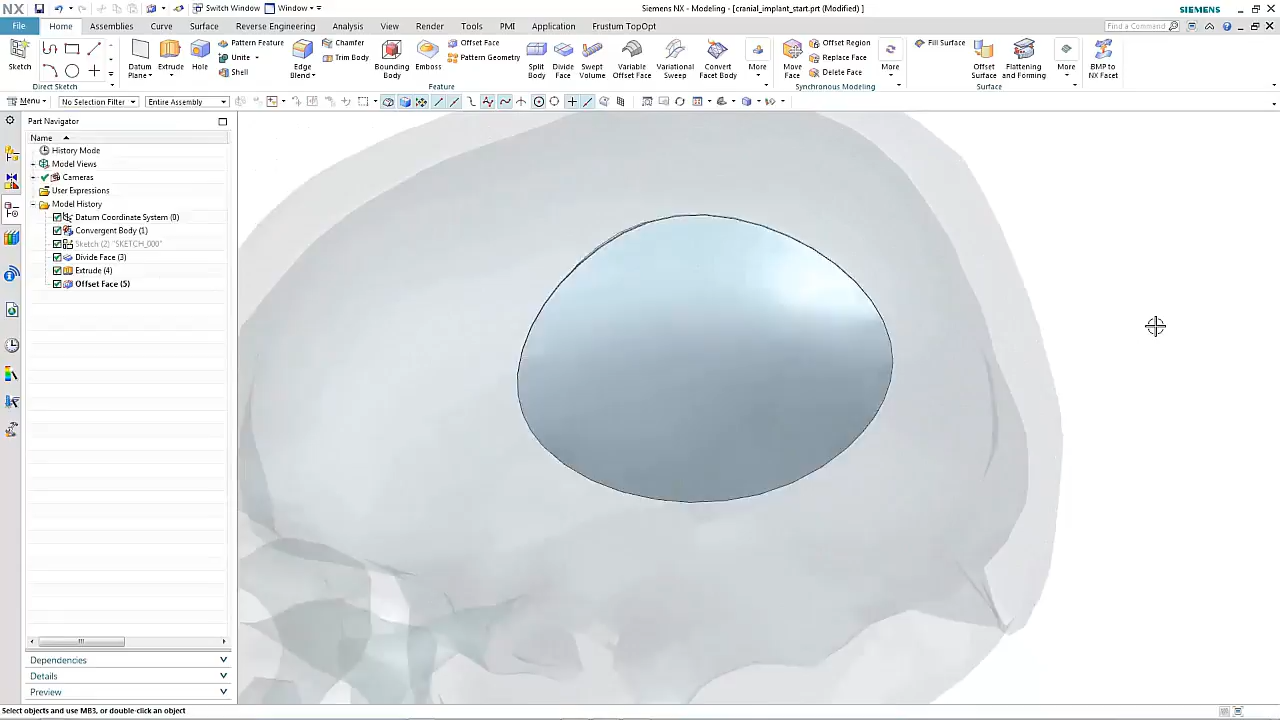 NX
Switch Window
Window
Siemens NX - Modeling - [cranial_implant_start.prt (Modified) ]
SIEMENS
File
Home
Assemblies
Curve
Surface
Reverse Engineering
Analysis
View
Render
Tools
PMI
Application
Frustum TopOpt
Find a Command
Sketch
Direct Sketch
Datum Plane
Extrude
Hole
Pattern Feature
Unite
Shell
Edge Blend
Chamfer
Trim Body
Bounding Body
Emboss
Offset Face
Pattern Geometry
Split Body
Divide Face
Swept Volume
Variable Offset Face
Variational Sweep
Convert Facet Body
More
Feature
Move Face
Offset Region
Replace Face
Delete Face
More
Synchronous Modeling
Fill Surface
Offset Surface
Flattening and Forming
More
Surface
BMP to NX Facet
Menu
No Selection Filter
Entire Assembly
Part Navigator
Name
History Mode
Model Views
Cameras
User Expressions
Model History
Datum Coordinate System (0)
Convergent Body (1)
Sketch (2) "SKETCH_000"
Divide Face (3)
Extrude (4)
Offset Face (5)
Dependencies
Details
Preview
Select objects and use MB3, or double-click an object